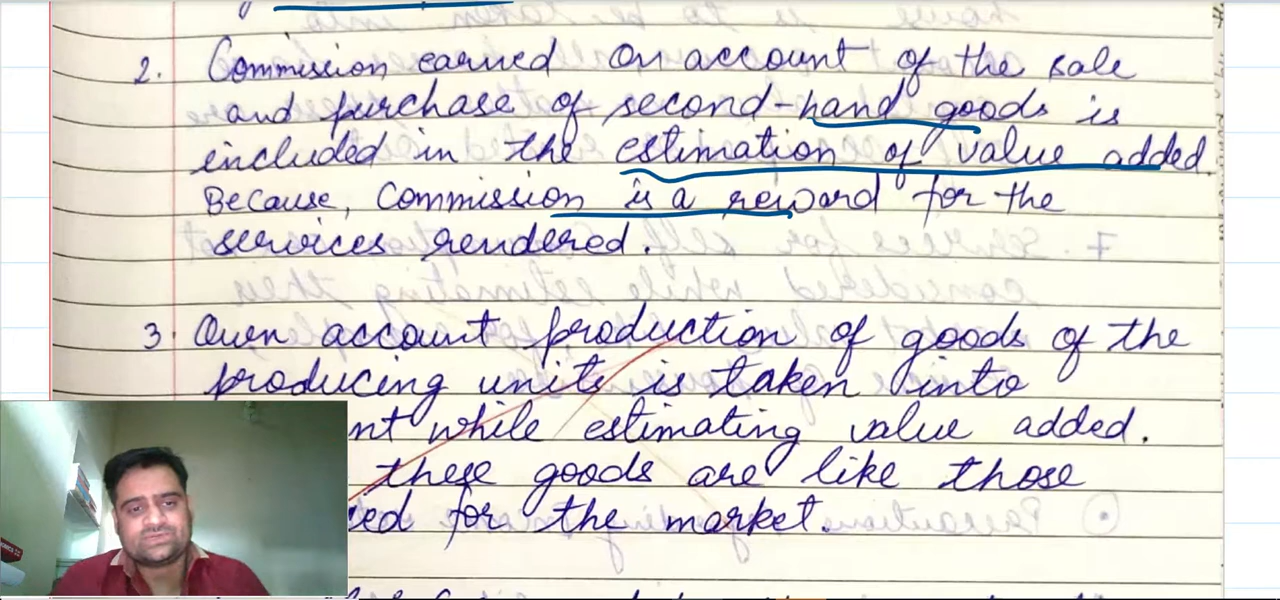 2. Commission earned on account of the sale
and purchase of second-hand goods is
included in the estimation of value added.
Because, Commission is a reward for the
services rendered.
3. Own account production of goods of the
producing units is taken into
nt while estimating value added.
these goods are like those
ced for the market.